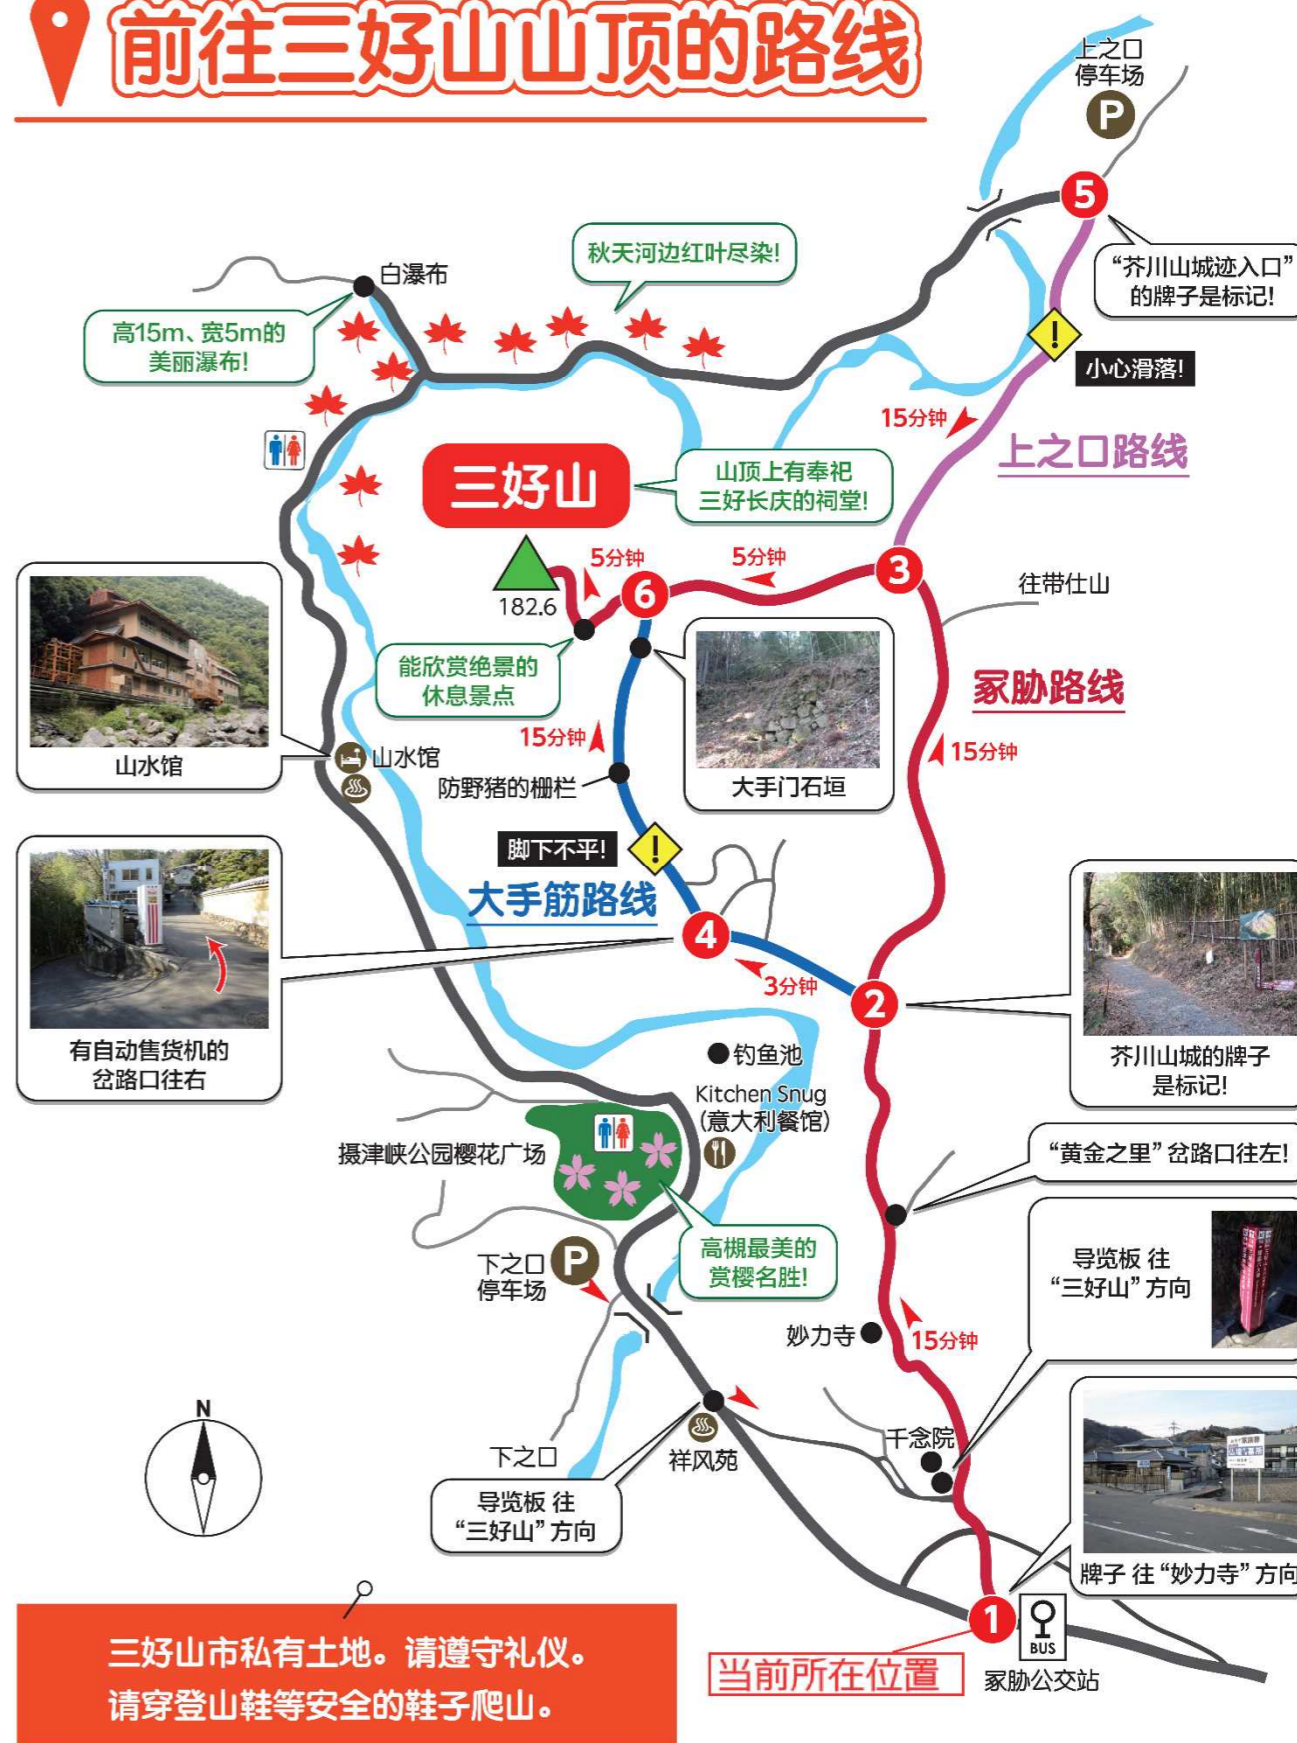 前往三好山山顶的路线
上之口
停车场
P
5
“芥川山城迹入口”
的牌子是标记!
秋天河边红叶尽染!
白瀑布
高15m、宽5m的
美丽瀑布!
!
小心滑落!
15分钟
上之口路线
三好山
山顶上有奉祀
三好长庆的祠堂!
182.6
5分钟
6
5分钟
3
往带仕山
能欣赏绝景的
休息景点
冢胁路线
15分钟
大手门石垣
15分钟
防野猪的栅栏
山水馆
山水馆
脚下不平!
!
大手筋路线
4
3分钟
2
有自动售货机的
岔路口往右
芥川山城的牌子
是标记!
钓鱼池
Kitchen Snug
(意大利餐馆)
摄津峡公园樱花广场
高槻最美的
赏樱名胜!
“黄金之里” 岔路口往左!
导览板 往
“三好山” 方向
下之口
停车场
P
妙力寺
15分钟
千念院
祥风苑
下之口
导览板 往
“三好山” 方向
牌子 往 “妙力寺” 方向
N
1
BUS
冢胁公交站
当前所在位置
三好山市私有土地。请遵守礼仪。
请穿登山鞋等安全的鞋子爬山。